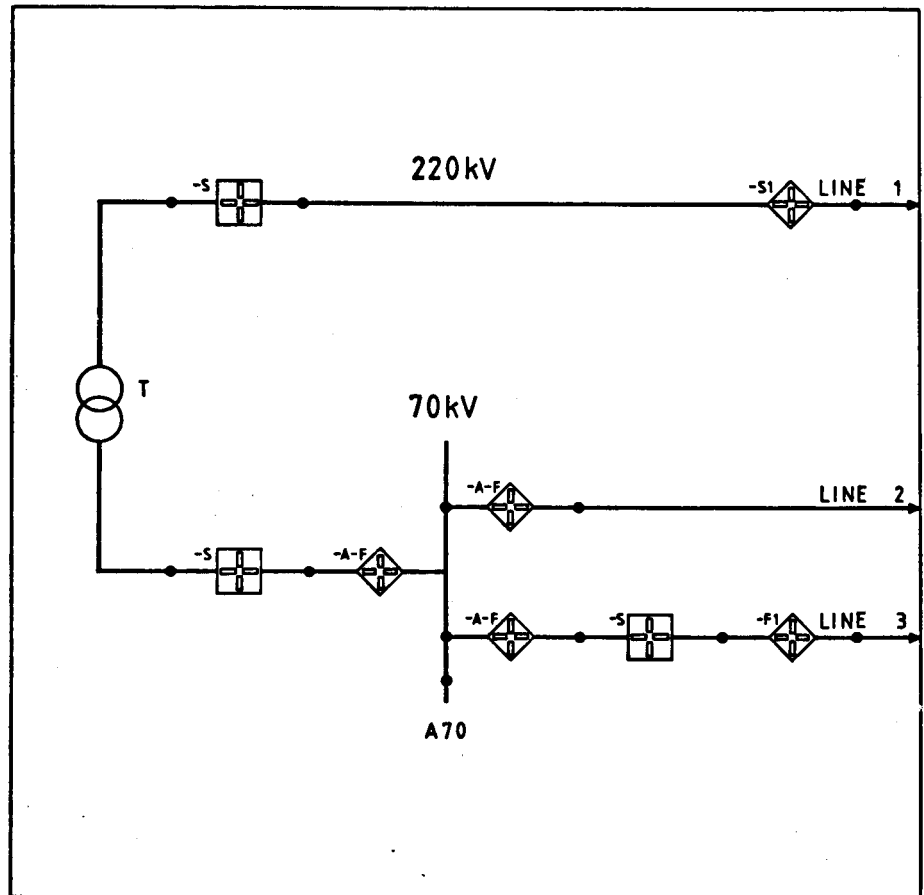 220kV
-S
-S1
LINE 1
T
70kV
-A-F
LINE 2
-S
-A-F
-A-F
-S
-F1
LINE 3
A70